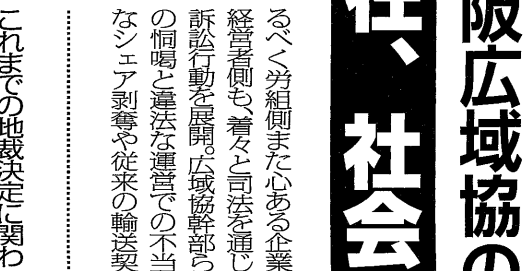 阪広域協の
任、社会
るべく労組側また心ある企業
経営者側も、着々と司法を通じ
訴訟行動を展開。広域協幹部ら
の恫喝と違法な運営での不当
なシェア剥奪や従来の輸送契
これまでの地裁決定に関わ